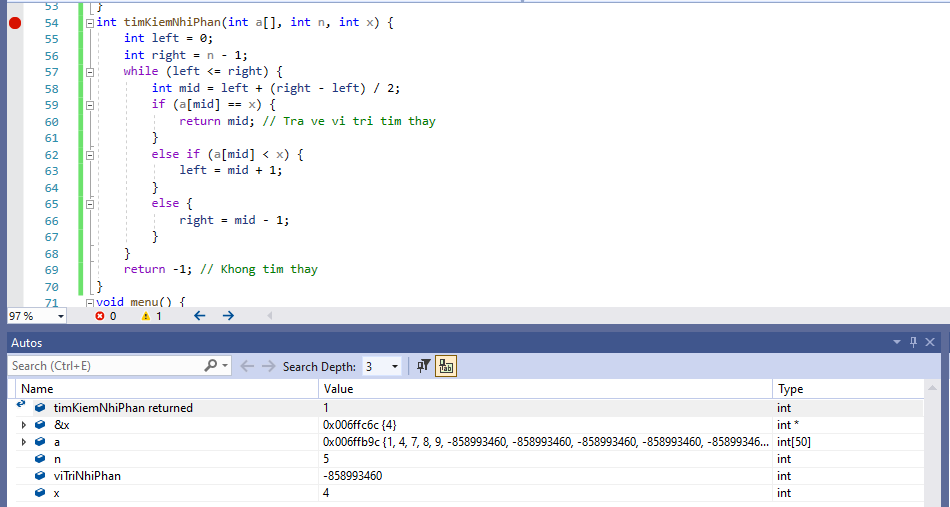 53 }
54 int timKiemNhiPhan(int a[], int n, int x) {
55 int left = 0;
56 int right = n - 1;
57 while (left <= right) {
58 int mid = left + (right - left) / 2;
59 if (a[mid] == x) {
60 return mid; // Tra ve vi tri tim thay
61 }
62 else if (a[mid] < x) {
63 left = mid + 1;
64 }
65 else {
66 right = mid - 1;
67 }
68 }
69 return -1; // Khong tim thay
70 }
71 void menu() {
97 % 0 1
Autos
Search (Ctrl+E) Search Depth: 3
Name Value Type
timKiemNhiPhan returned 1 int
&x 0x006ffc6c {4} int *
a 0x006ffb9c {1, 4, 7, 8, 9, -858993460, -858993460, -858993460, -858993460, -85899346... int[50]
n 5 int
viTriNhiPhan -858993460 int
x 4 int